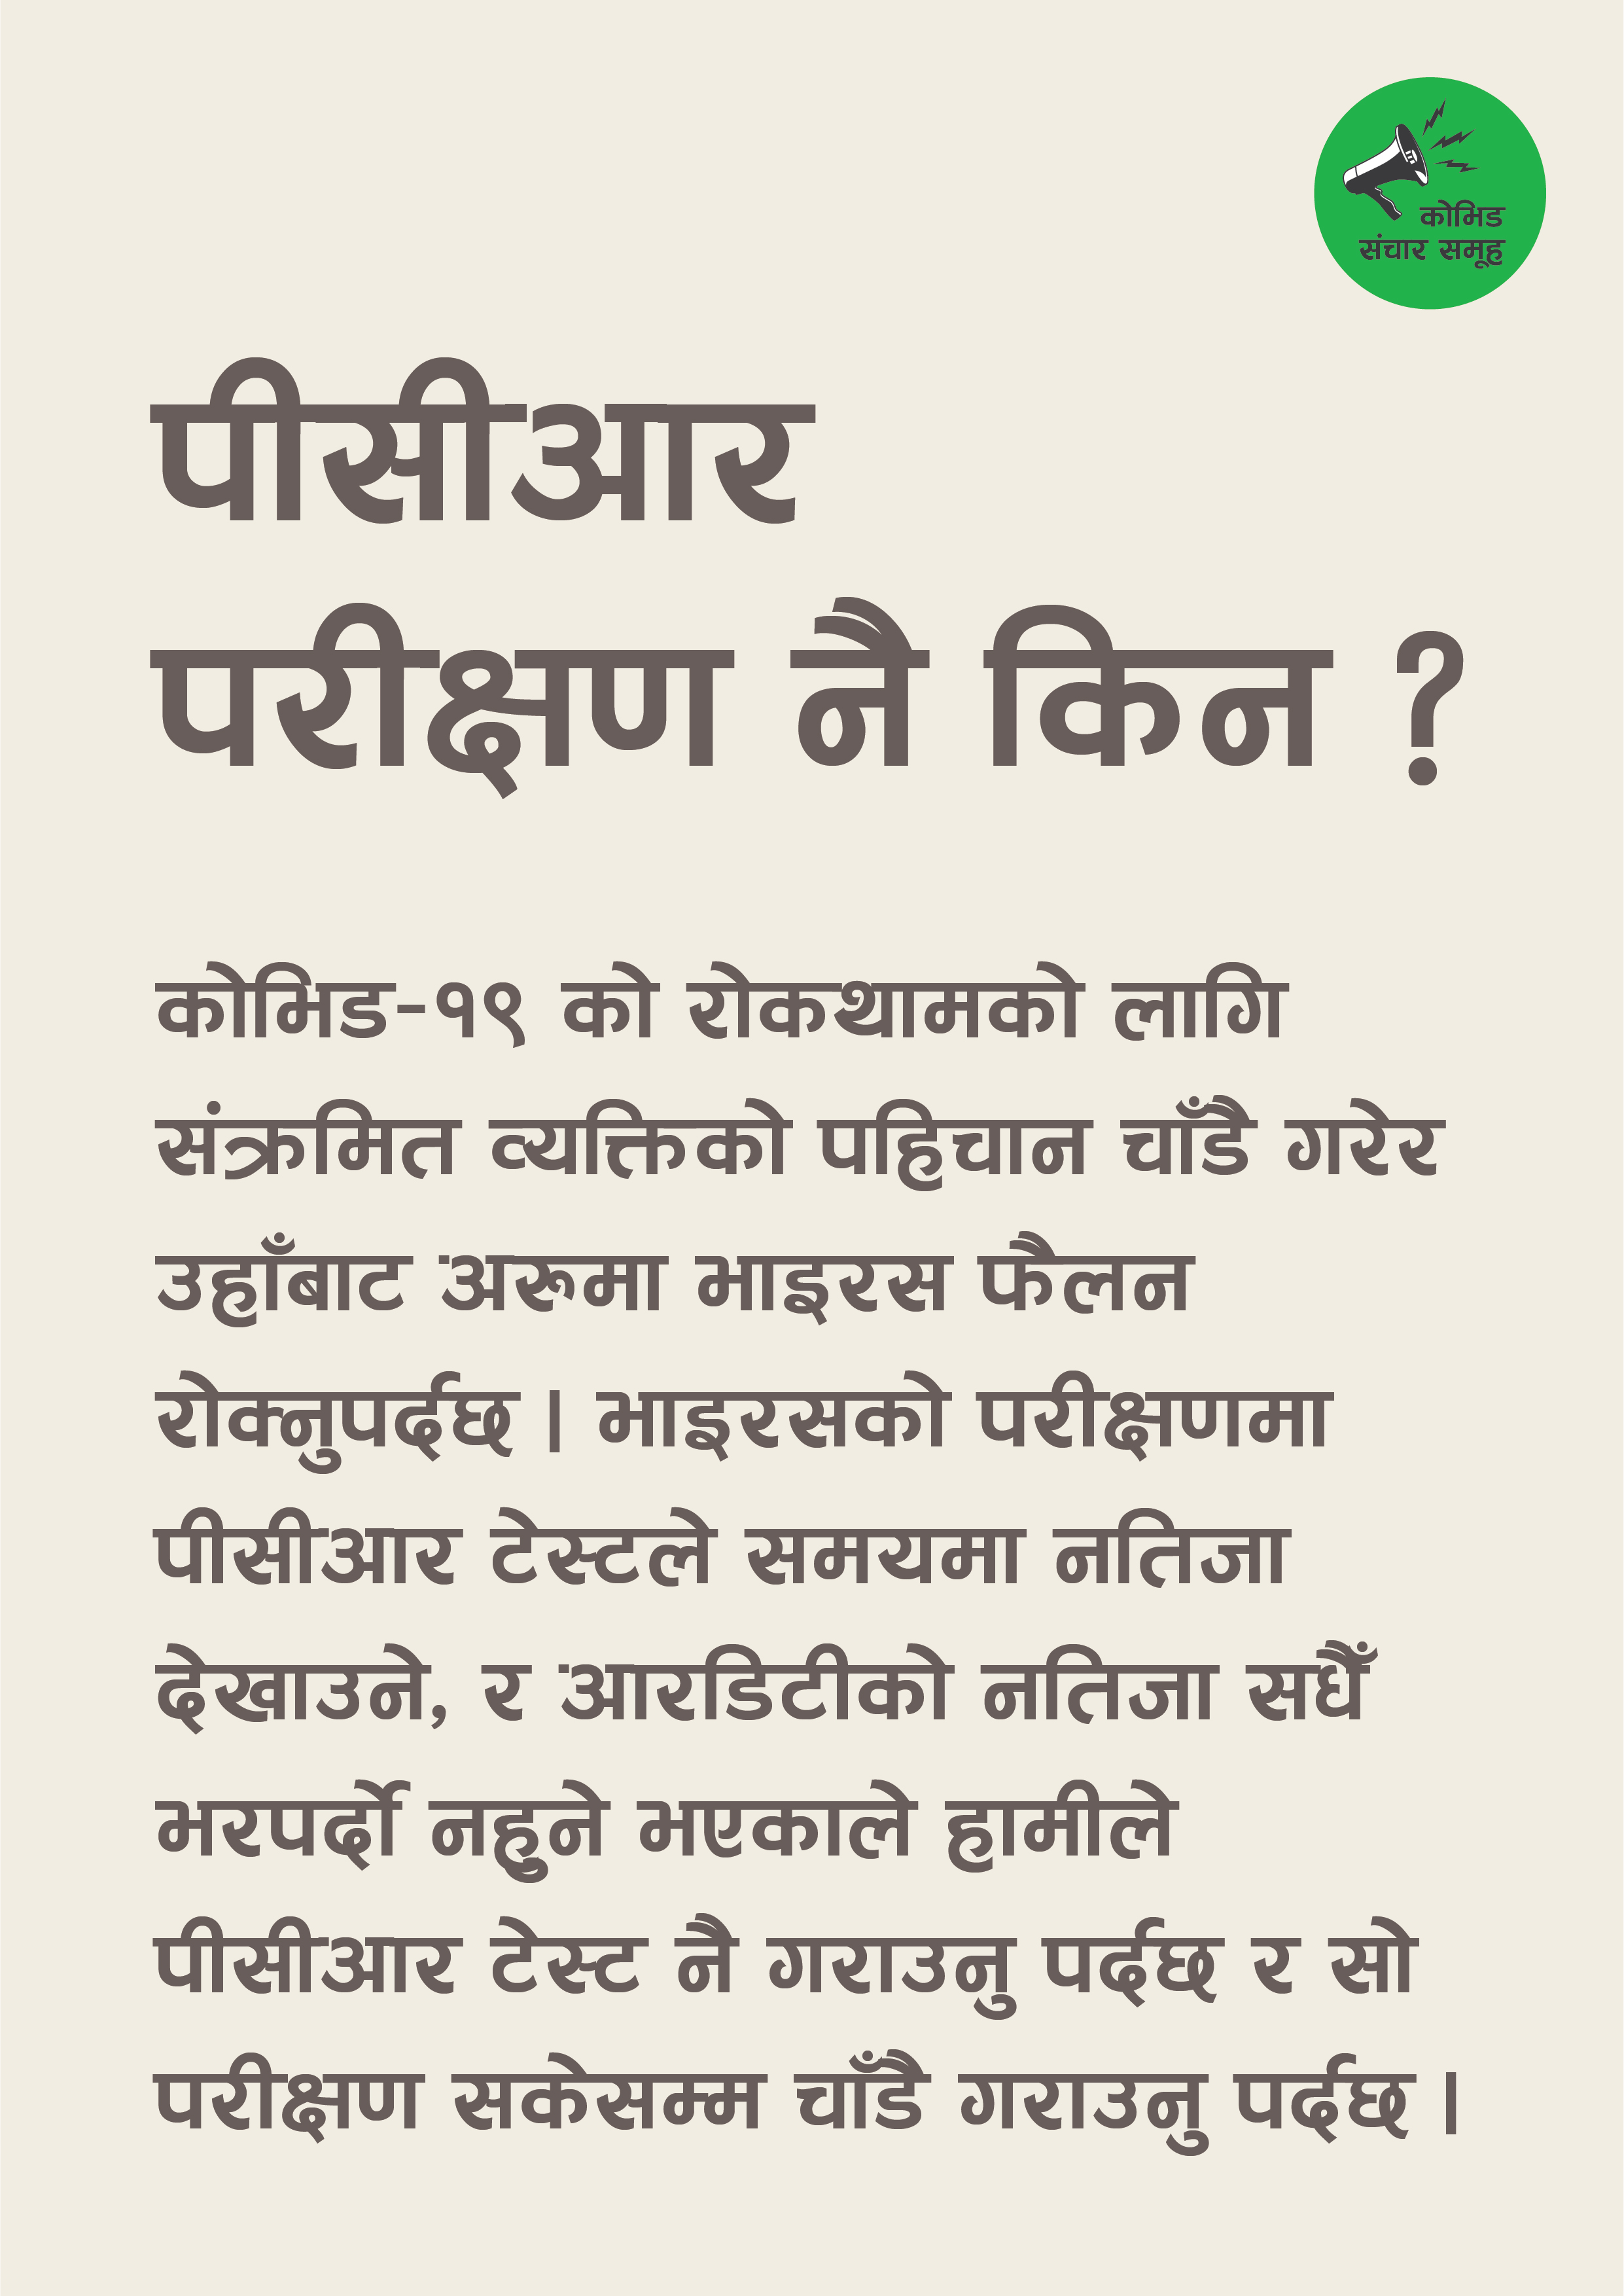 कोभिड
संचार समूह
पीसीआर
परीक्षण नै किन ?
कोभिड-१९ को रोकथामको लागि
संक्रमित व्यक्तिको पहिचान चाँडै गरेर
उहाँबाट अरूमा भाइरस फैलन
रोक्नुपर्दछ । भाइरसको परीक्षणमा
पीसीआर टेस्टले समयमा नतिजा
देखाउने, र आरडिटीको नतिजा सधैँ
भरपर्दो नहुने भएकाले हामीले
पीसीआर टेस्ट नै गराउनु पर्दछ र सो
परीक्षण सकेसम्म चाँडै गराउनु पर्दछ ।